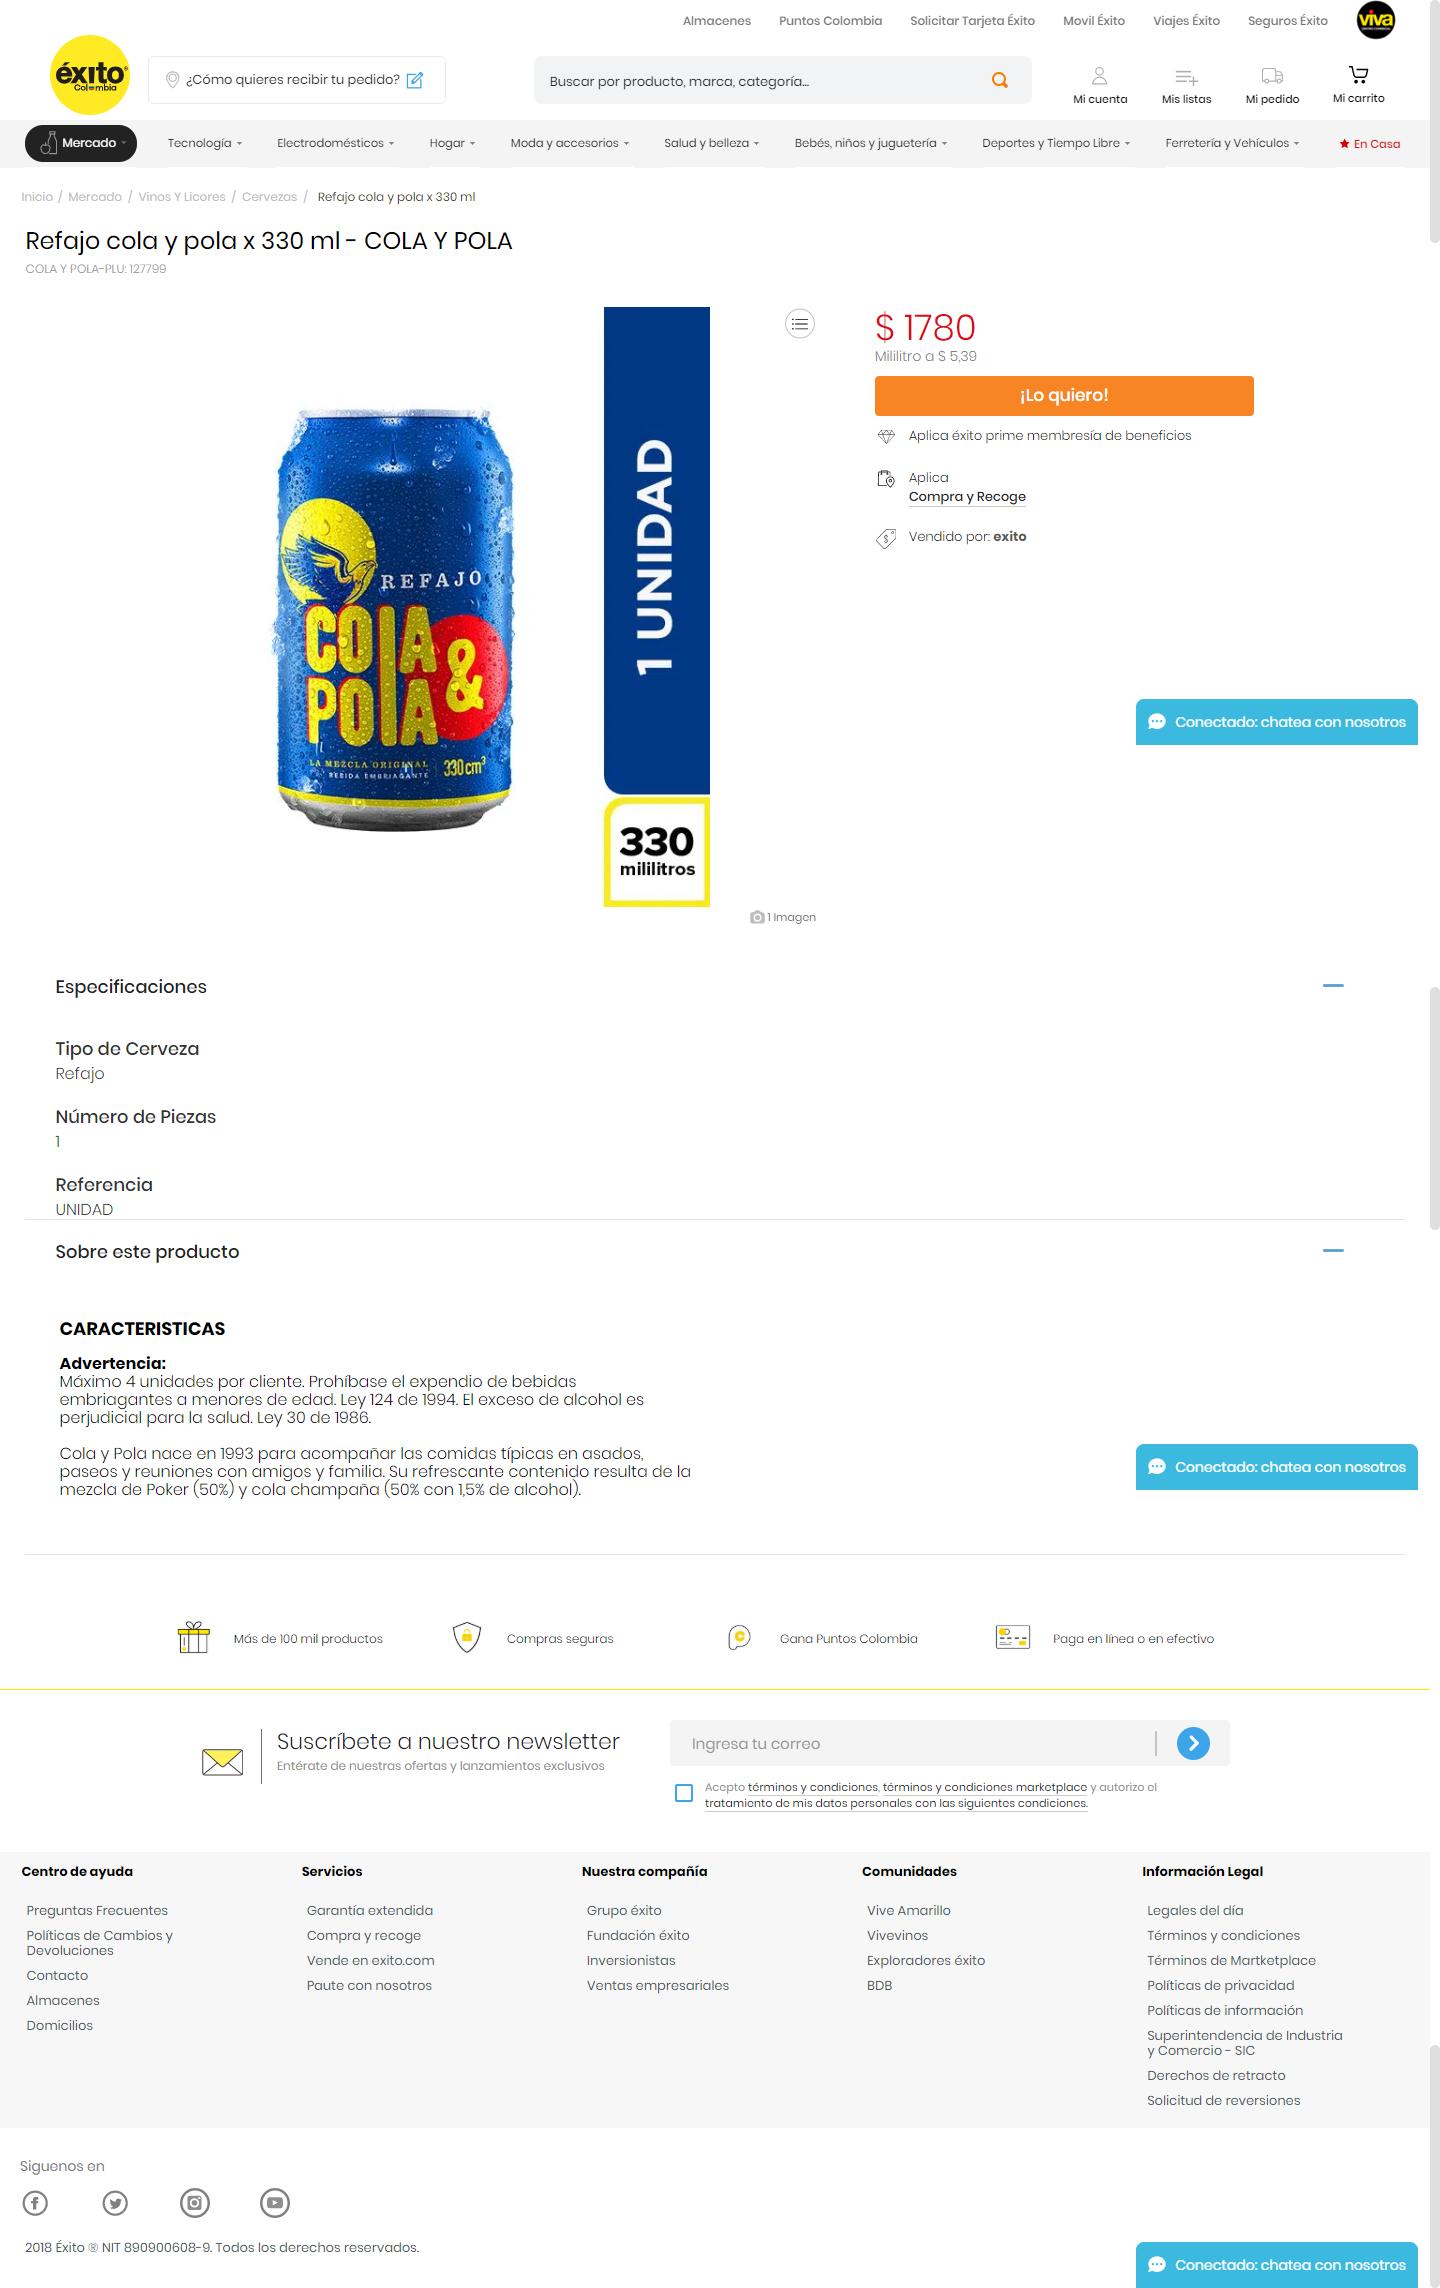 Almacenes Puntos Colombia Solicitar Tarjeta Éxito Movil Éxito Viajes Éxito Seguros Éxito viva
éxito
Colombia
¿Cómo quieres recibir tu pedido?
Buscar por producto, marca, categoría...
Mi cuenta Mis listas Mi pedido Mi carrito
Mercado Tecnología Electrodomésticos Hogar Moda y accesorios Salud y belleza Bebés, niños y juguetería Deportes y Tiempo Libre Ferretería y Vehículos En Casa
Inicio / Mercado / Vinos Y Licores / Cervezas / Refajo cola y pola x 330 ml
Refajo cola y pola x 330 ml - COLA Y POLA
COLA Y POLA-PLU: 127799
REFAJO
COLA &
POLA
LA MEZCLA ORIGINAL
BEBIDA EMBRIAGANTE
330 cm³
1 UNIDAD
330
mililitros
1 Imagen
$ 1780
Mililitro a $ 5,39
¡Lo quiero!
Aplica éxito prime membresía de beneficios
Aplica
Compra y Recoge
Vendido por: exito
Conectado: chatea con nosotros
Especificaciones
Tipo de Cerveza
Refajo
Número de Piezas
1
Referencia
UNIDAD
Sobre este producto
CARACTERISTICAS
Advertencia:
Máximo 4 unidades por cliente. Prohíbase el expendio de bebidas
embriagantes a menores de edad. Ley 124 de 1994. El exceso de alcohol es
perjudicial para la salud. Ley 30 de 1986.
Cola y Pola nace en 1993 para acompañar las comidas típicas en asados,
paseos y reuniones con amigos y familia. Su refrescante contenido resulta de la
mezcla de Poker (50%) y cola champaña (50% con 1,5% de alcohol).
Conectado: chatea con nosotros
Más de 100 mil productos Compras seguras Gana Puntos Colombia Paga en línea o en efectivo
Suscríbete a nuestro newsletter
Entérate de nuestras ofertas y lanzamientos exclusivos
Ingresa tu correo
Acepto términos y condiciones, términos y condiciones marketplace y autorizo el
tratamiento de mis datos personales con las siguientes condiciones.
Centro de ayuda
Preguntas Frecuentes
Políticas de Cambios y
Devoluciones
Contacto
Almacenes
Domicilios
Servicios
Garantía extendida
Compra y recoge
Vende en exito.com
Paute con nosotros
Nuestra compañía
Grupo éxito
Fundación éxito
Inversionistas
Ventas empresariales
Comunidades
Vive Amarillo
Vivevinos
Exploradores éxito
BDB
Información Legal
Legales del día
Términos y condiciones
Términos de Martketplace
Políticas de privacidad
Políticas de información
Superintendencia de Industria
y Comercio - SIC
Derechos de retracto
Solicitud de reversiones
Siguenos en
2018 Éxito ® NIT 890900608-9. Todos los derechos reservados.
Conectado: chatea con nosotros